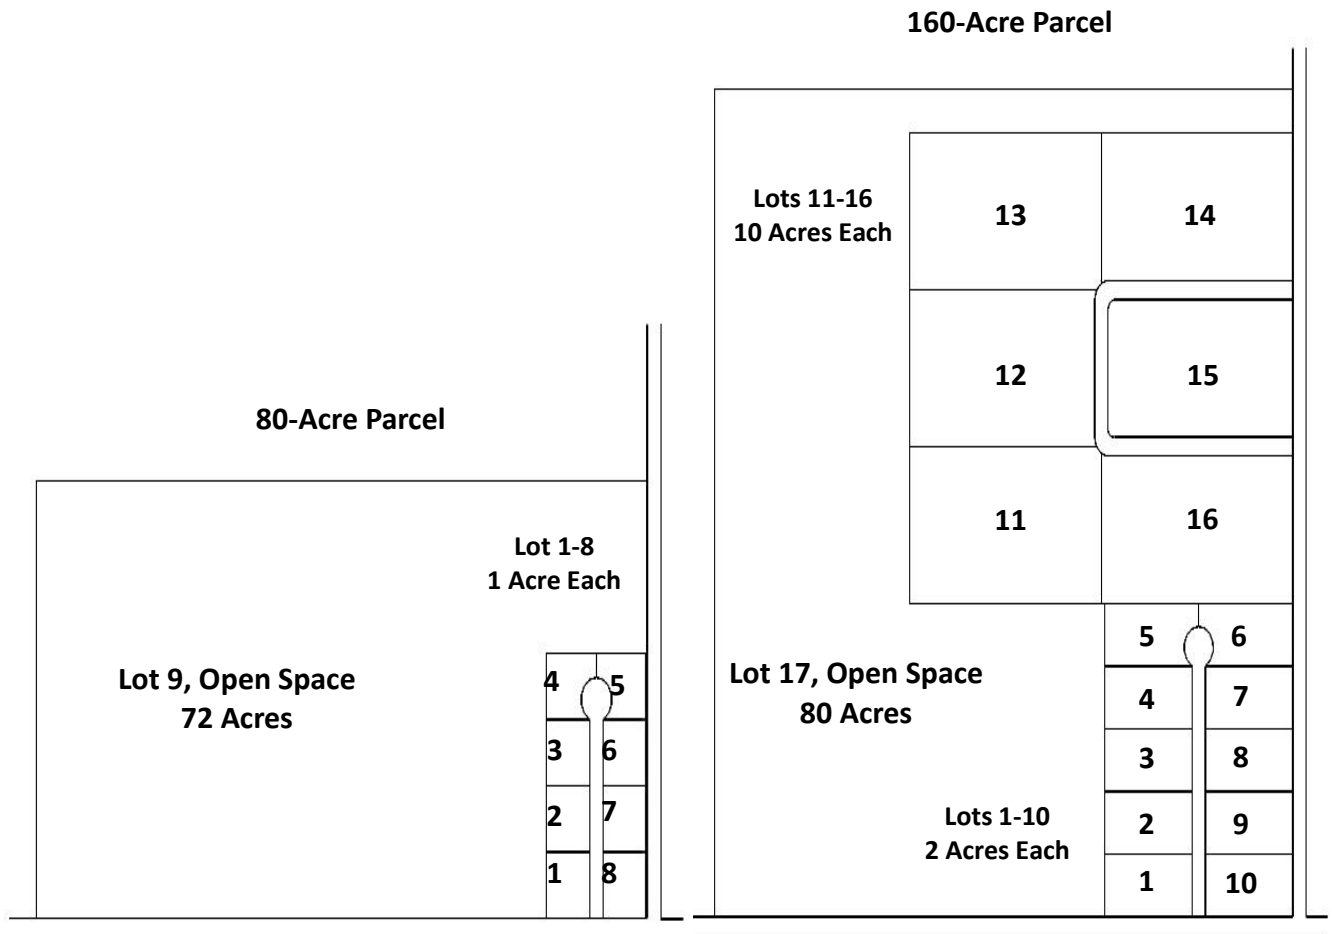 160-Acre Parcel
Lots 11-16
10 Acres Each
13
14
12
15
11
16
5
6
Lot 17, Open Space
80 Acres
4
7
3
8
Lots 1-10
2 Acres Each
2
9
1
10
80-Acre Parcel
Lot 1-8
1 Acre Each
Lot 9, Open Space
72 Acres
4
5
3
6
2
7
1
8